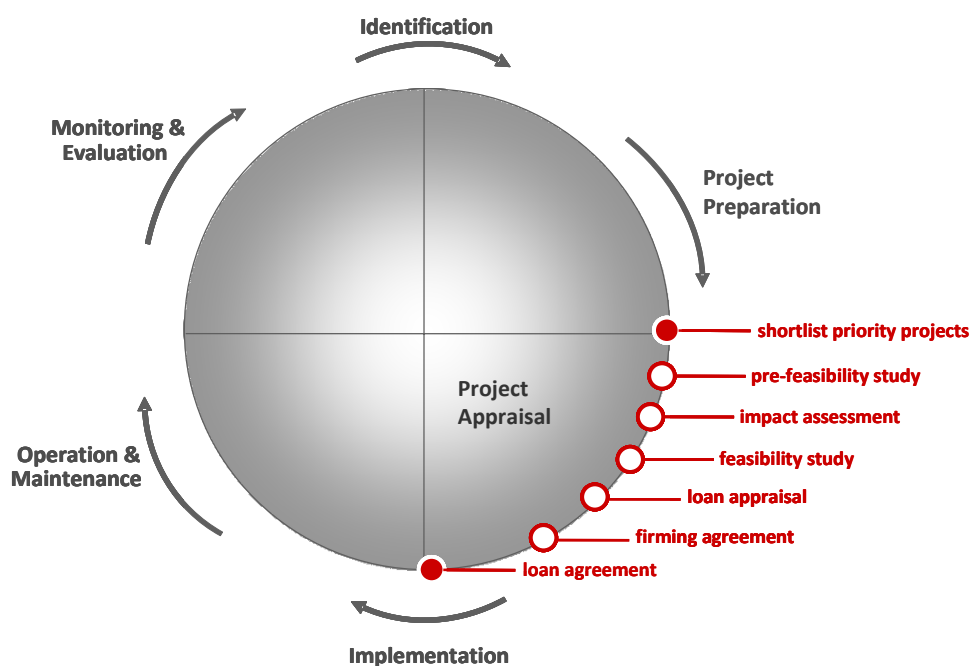 Identification
Monitoring &
Evaluation
Project
Preparation
shortlist priority projects
pre-feasibility study
Project
Appraisal
impact assessment
Operation &
Maintenance
feasibility study
loan appraisal
firming agreement
loan agreement
Implementation